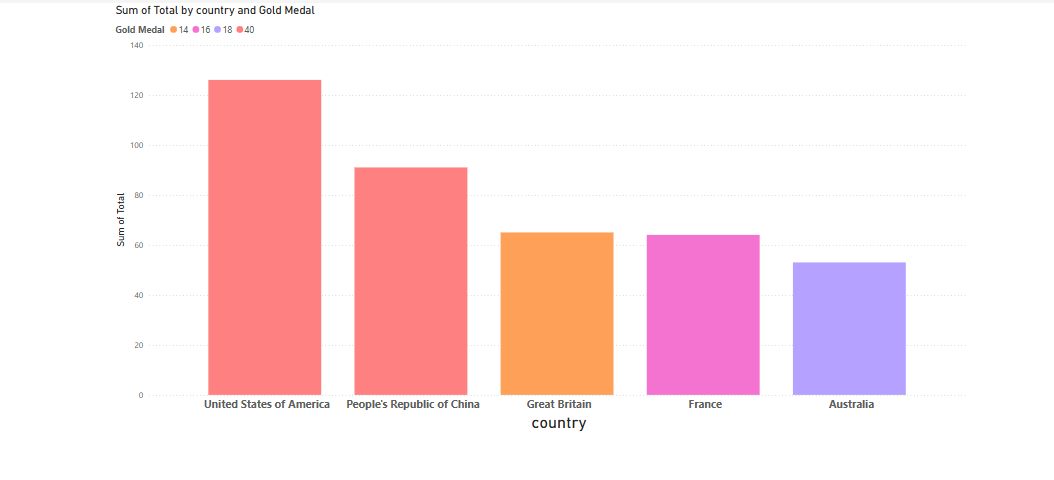 Sum of Total by country and Gold Medal
Gold Medal 14 16 18 40
140
120
100
80
60
40
20
0
Sum of Total
United States of America People's Republic of China Great Britain France Australia
country